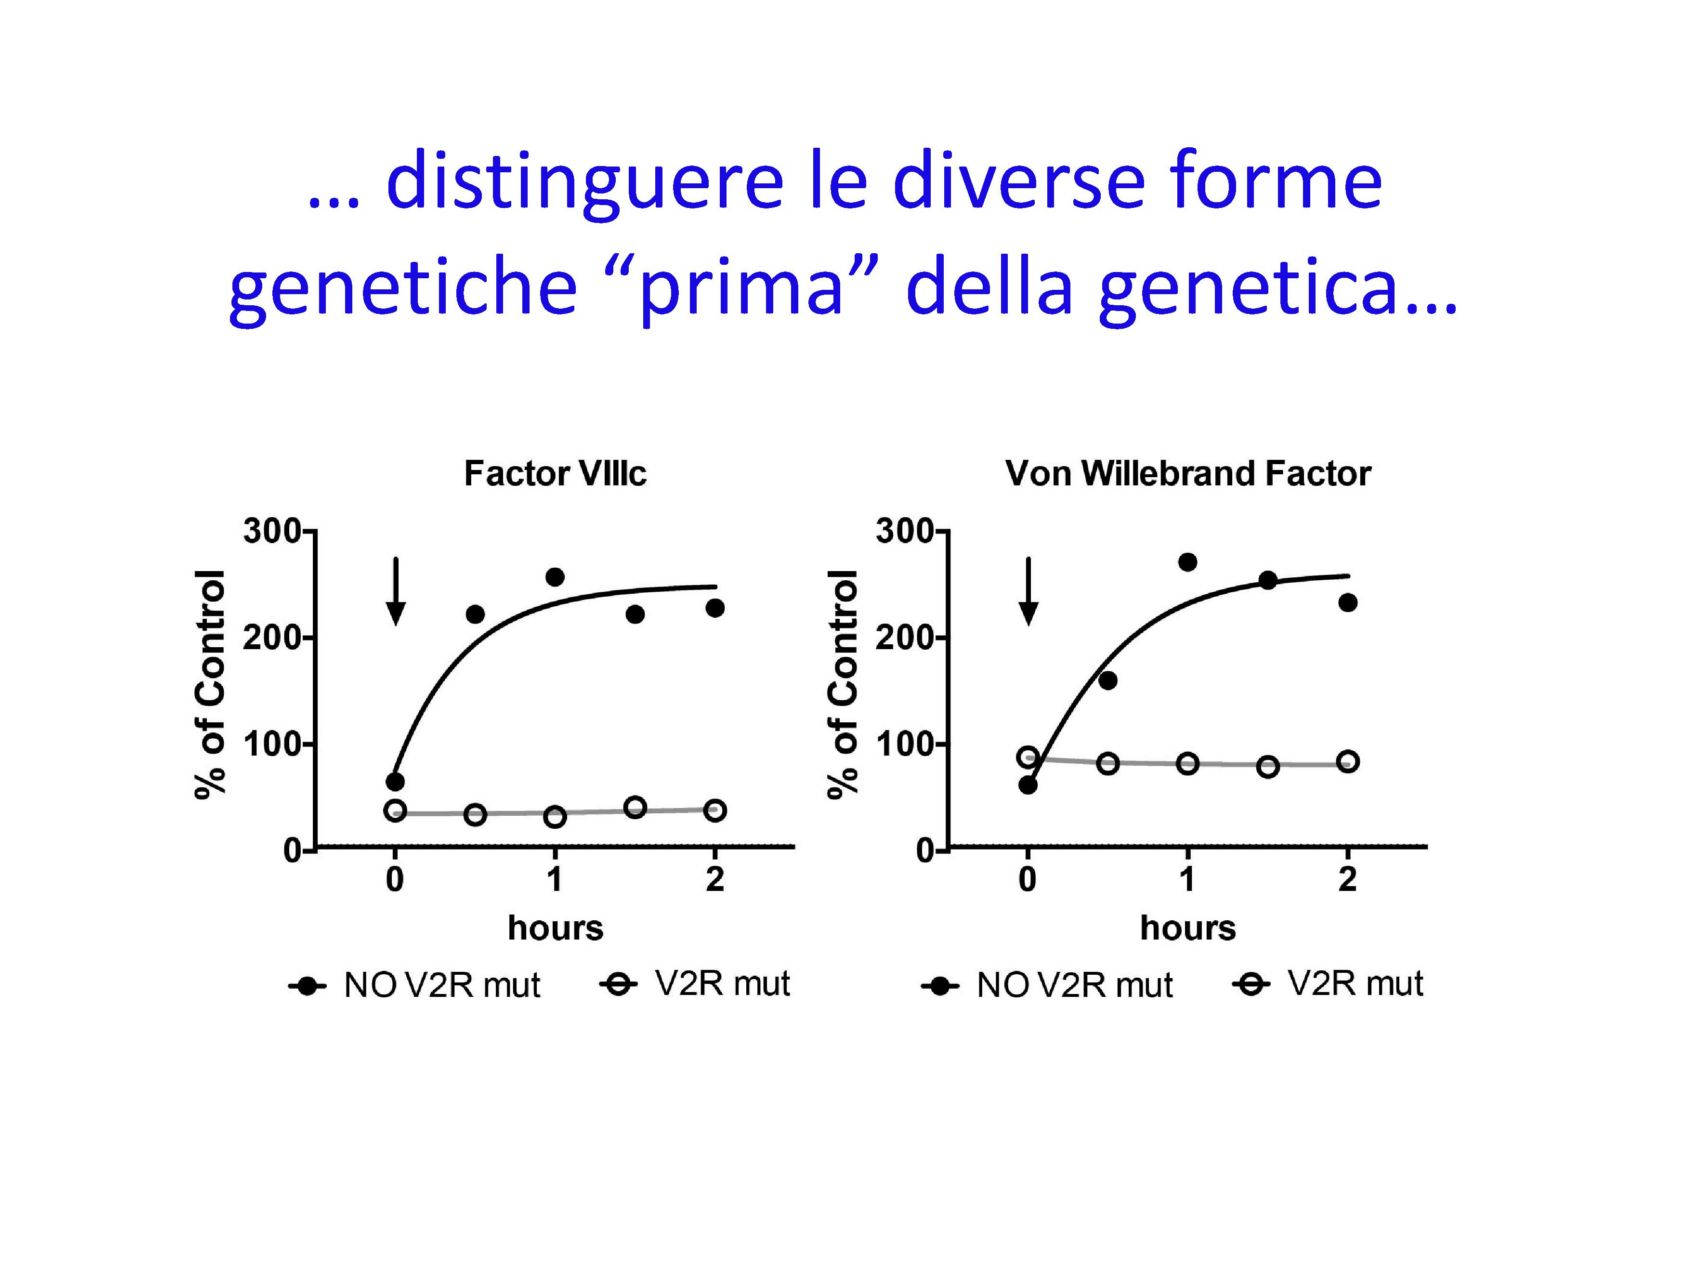 … distinguere le diverse forme
genetiche “prima” della genetica…
Factor VIIIc
% of Control
300
200
100
0
0 1 2
hours
NO V2R mut V2R mut
Von Willebrand Factor
% of Control
300
200
100
0
0 1 2
hours
NO V2R mut V2R mut